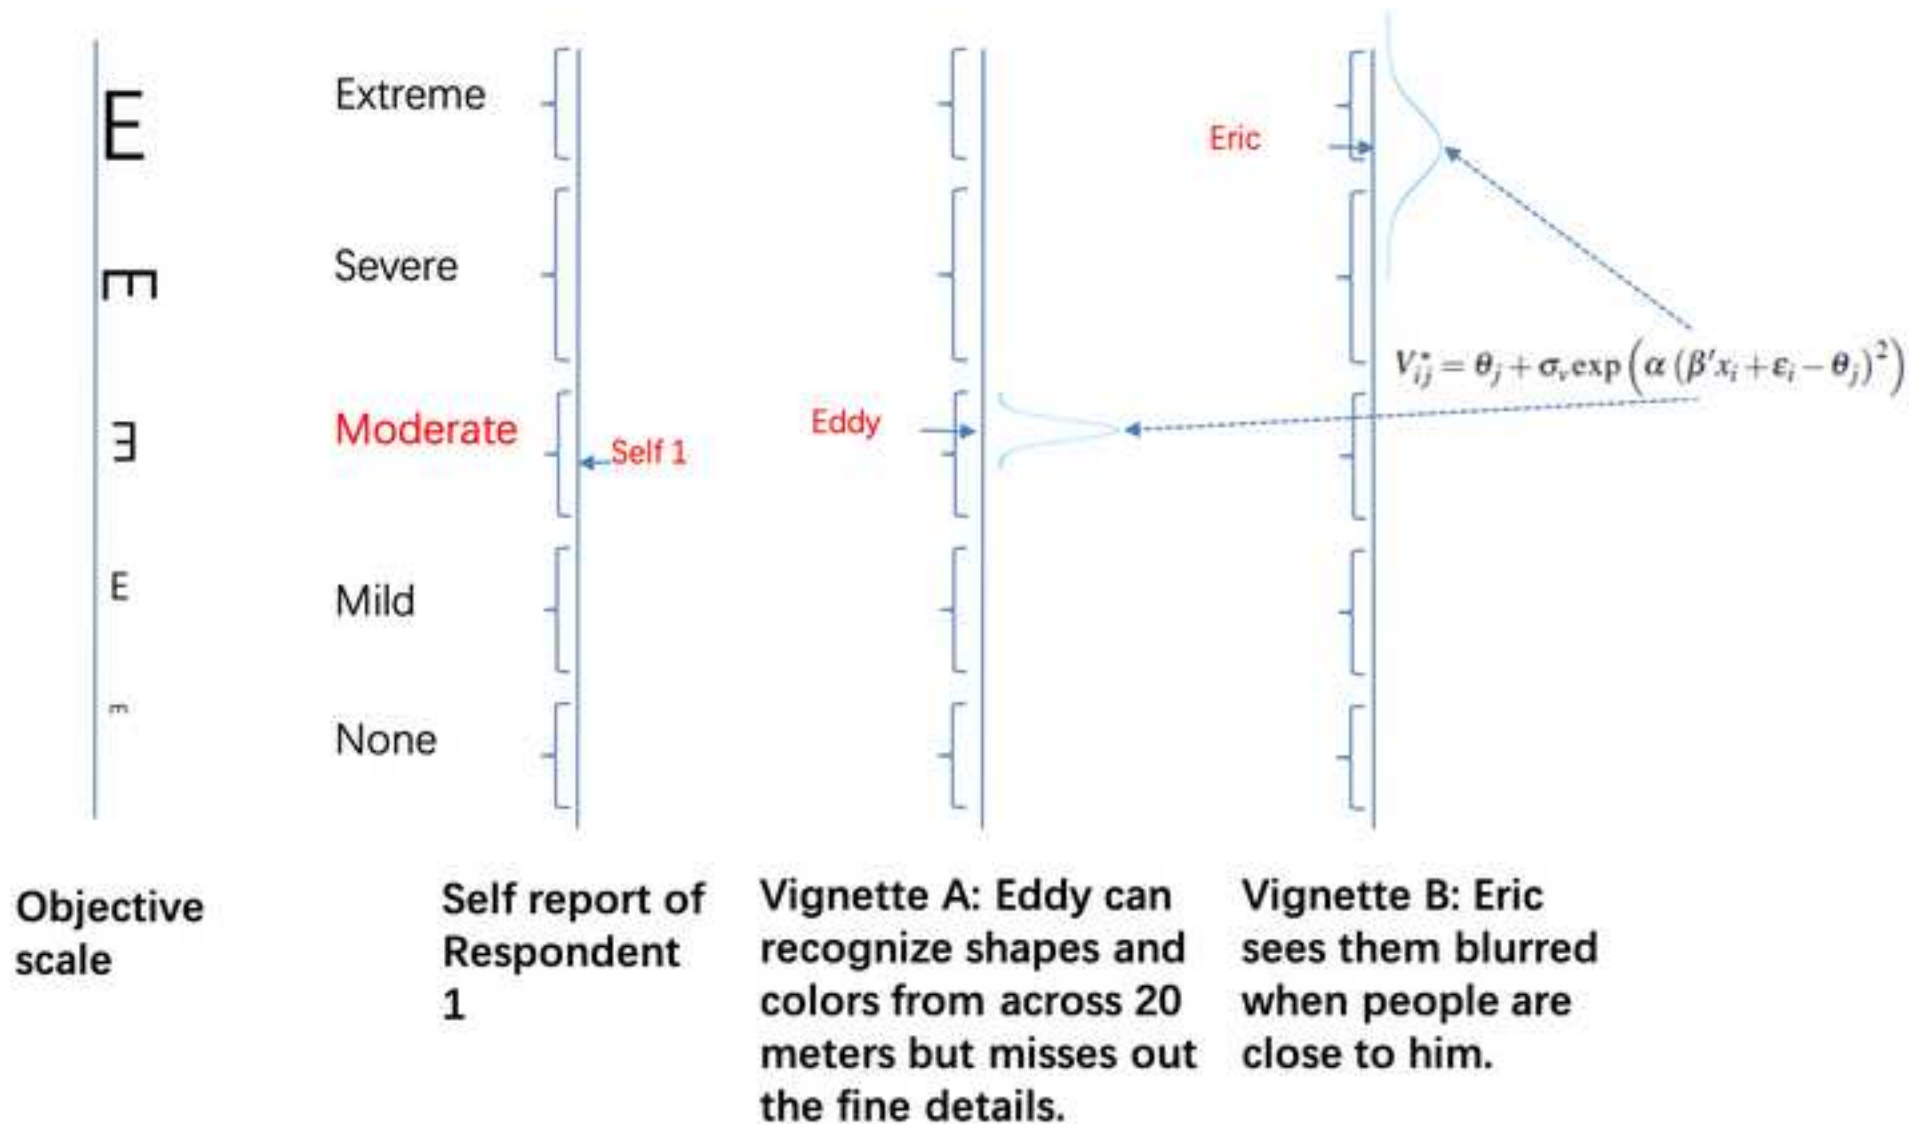 E
E
E
E
E
Extreme
Severe
Moderate
Mild
None
Self 1
Eddy
Eric
V*ij = θj + σv exp(α(β′xi + εi − θj)²)
Objective
scale
Self report of
Respondent
1
Vignette A: Eddy can
recognize shapes and
colors from across 20
meters but misses out
the fine details.
Vignette B: Eric
sees them blurred
when people are
close to him.